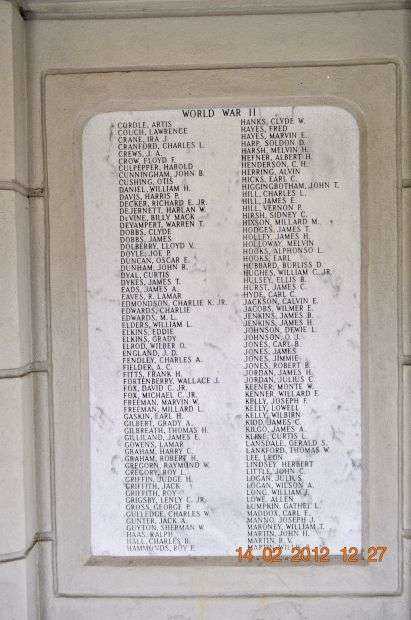 WORLD WAR II
CORDLE, ARTIS
COUCH, LAWRENCE
CRANE, IRA J.
CRANFORD, CHARLES L.
CREWS, J. A.
CROW, FLOYD F.
CULPEPPER, HAROLD
CUNNINGHAM, JOHN B.
CUSHING, OTIS
DANIEL, WILLIAM H.
DAVIS, HARRIS P.
DECKER, RICHARD E. JR.
DEJERNETT, HARLAN W.
DeVINE, BILLY MACK
DEVAMPERT, WARREN T.
DOBBS, CLYDE
DOBBS, JAMES
DOLBERRY, LLOYD V.
DOYLE, JOE B.
DUNCAN, OSCAR E.
DUNHAM, JOHN R.
DYAL, CURTIS
DYKES, JAMES T.
EADS, JAMES A.
EAVES, R. LAMAR
EDMONDSON, CHARLIE K. JR.
EDWARDS, CHARLIE
EDWARDS, M. L.
ELDERS, WILLIAM L.
ELKINS, EDDIE
ELKINS, GRADY
ELROD, WILBER O.
ENGLAND, J. D.
FENDLEY, CHARLES A.
FIELDER, A. C.
FITTS, FRANK H.
FORTENBERRY, WALLACE J.
FOX, DAVID C. JR.
FOX, MICHAEL C. JR.
FREEMAN, MARVIN W.
FREEMAN, MILLARD L.
GASKIN, EARL H.
GILBERT, GRADY A.
GILBREATH, THOMAS H.
GILLILAND, JAMES E.
GOWENS, LAMAR
GRAHAM, HARRY C.
GRAHAM, ROBERT H.
GREGORN, RAYMOND W.
GREGORY, ROY L.
GRIFFIN, JUDGE H.
GRIFFITH, JACK
GRIFFITH, ROY
GRIGSBY, LENLY C. JR.
GROSS, GEORGE P.
GULLEDGE, CHARLES W.
GUNTER, JACK A.
GUYTON, SHERMAN W.
HAAS, RALPH
HALL, CHARLES B.
HAMMONDS, ROY E.
HANKS, CLYDE W.
HAYES, FRED
HAYES, MARVIN E.
HARP, SOLDON D.
HARSH, MELVIN H.
HEFNER, ALBERT H.
HENDERSON, C. H.
HERRING, ALVIN
HICKS, EARL C.
HIGGINGBOTHAM, JOHN T.
HILL, CHARLES L.
HILL, JAMES E.
HILL, VERNON P.
HIRSH, SIDNEY C.
HIXSON, MILLARD M.
HODGES, JAMES T.
HOLLEY, JAMES H.
HOLLOWAY, MELVIN
HOOKS, ALPHONSO L.
HOOKS, EARL
HUBBARD, BURLISS D.
HUGHES, WILLIAM C. JR.
HULSEY, ELLIS B.
HURST, JAMES C.
HYDE, CARL C.
JACKSON, CALVIN E.
JACOBS, WILMER E.
JENKINS, JAMES B.
JENKINS, JAMES H.
JOHNSON, DEWIE L.
JOHNSON, O. J.
JONES, CARL B.
JONES, JAMES
JONES, JIMMIE
JONES, ROBERT B.
JORDAN, JAMES H.
JORDAN, JULIUS C.
KEENER, MONTE W.
KENNER, WILLARD E.
KELLY, JOSEPH F.
KELLY, LOWELL
KELLY, WILBIRN
KIDD, JAMES C.
KILGO, JAMES A.
KLINE, CURTIS L.
LANSDALE, GERALD S.
LANKFORD, THOMAS W.
LEE, LEON
LINDSEY HERBERT
LITTLE, JOHN C.
LOGAN, JULIUS
LOGAN, WILSON A.
LONG, WILLIAM J.
LOWE, ALLEN
LUMPKIN, GATHEL L.
MADDOX, CARL E.
MANNO, JOSEPH J.
MARONEY, WILLIAM T.
MARTIN, JOHN H.
MARTIN, R. V.
14.02.2012 12:27